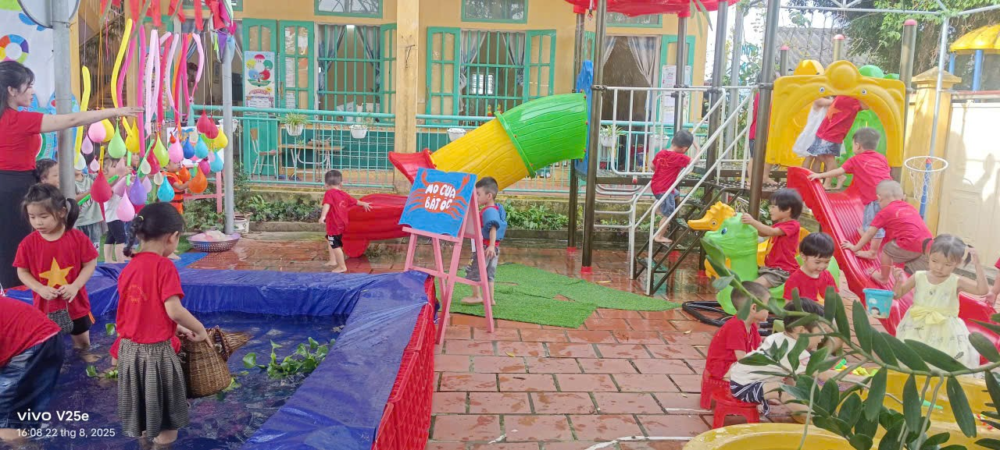 MÒ CUA
BẮT ỐC
vivo V25e
16:08 22 thg 8, 2025